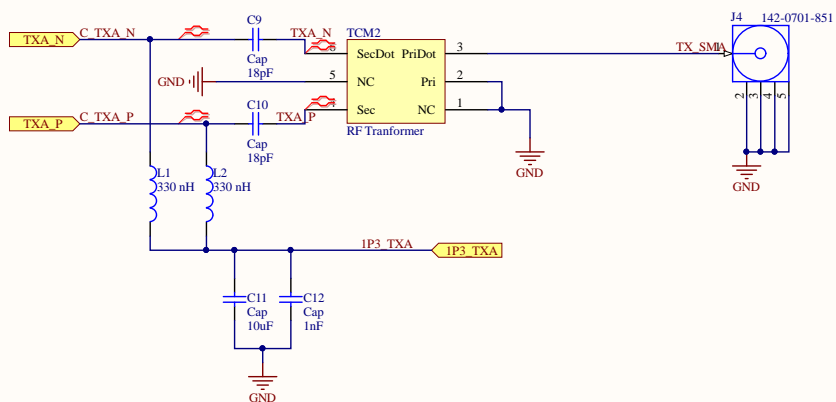 J4 142-0701-851
C9
TXA_N C_TXA_N TXA_N TCM2
Cap
18pF
SecDot PriDot 3 TX_SMA 1
GND 5 NC Pri 2
C10
TXA_P C_TXA_P TXA_P Sec NC 1
Cap
18pF
RF Tranformer
2 3 4 5
GND
GND
L1 L2
330 nH 330 nH
1P3_TXA 1P3_TXA
C11 C12
Cap Cap
10uF 1nF
GND